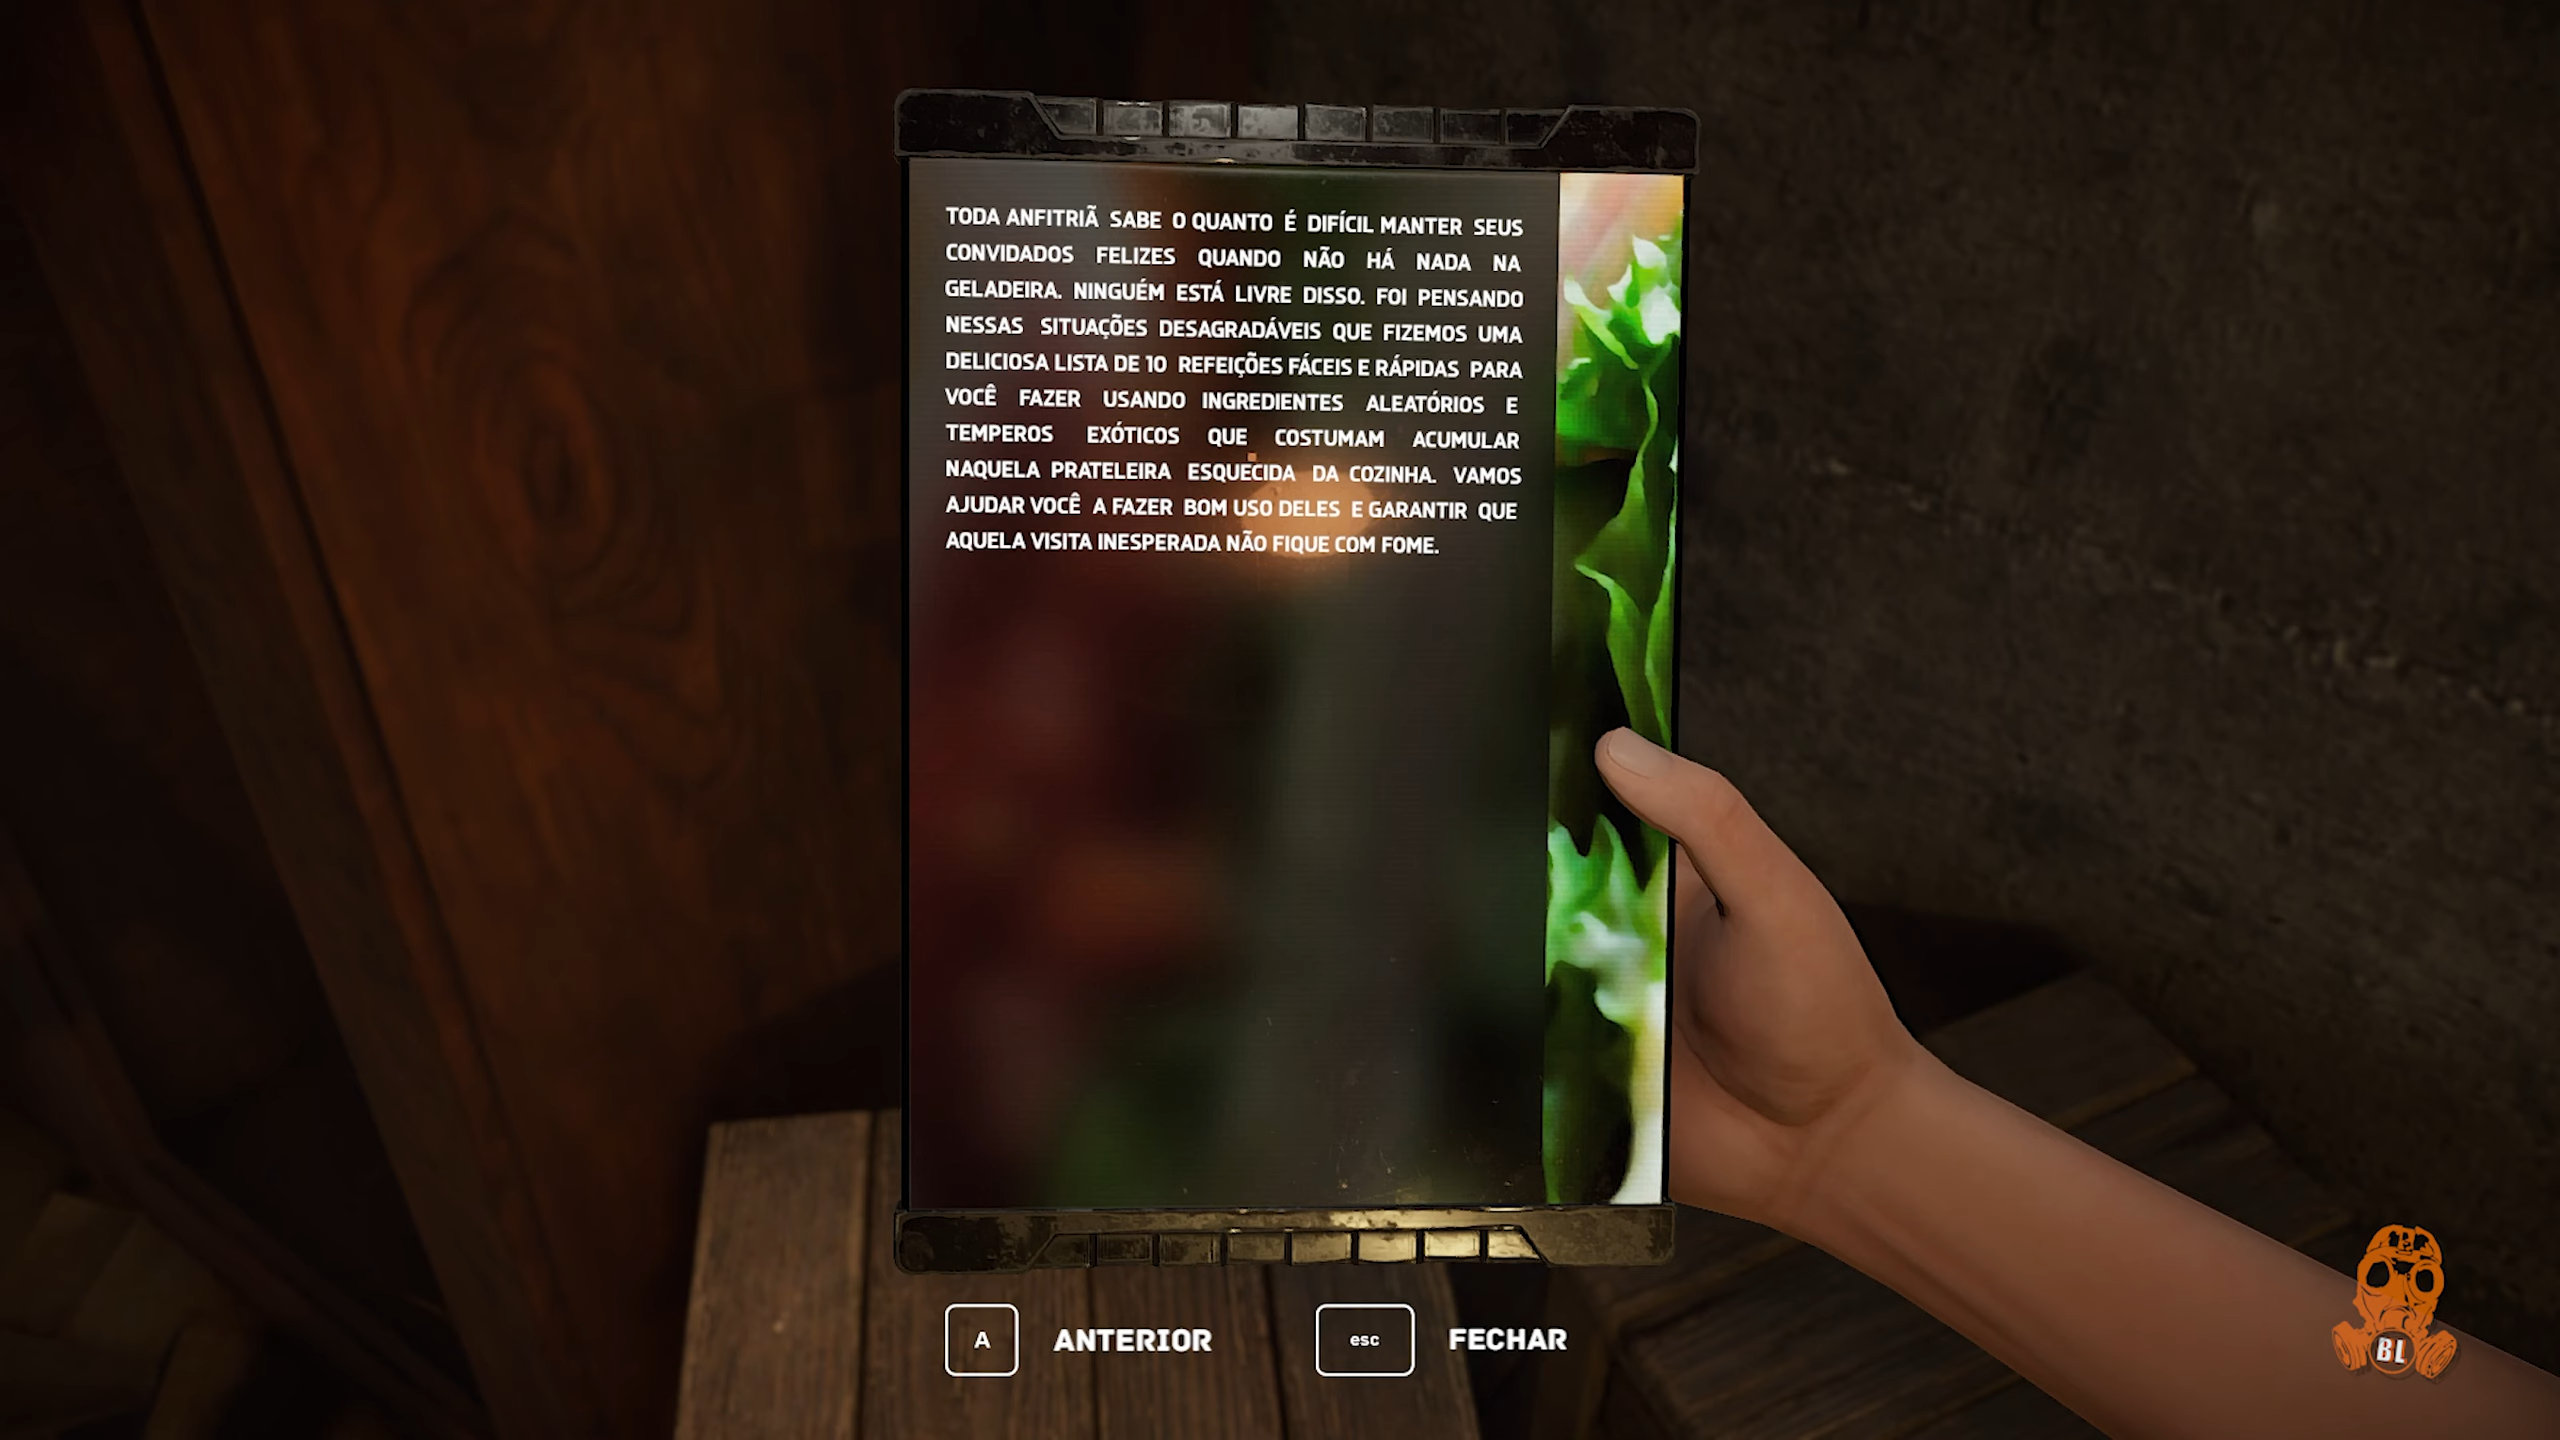 TODA ANFITRIÃ SABE O QUANTO É DIFÍCIL MANTER SEUS
CONVIDADOS FELIZES QUANDO NÃO HÁ NADA NA
GELADEIRA. NINGUÉM ESTÁ LIVRE DISSO. FOI PENSANDO
NESSAS SITUAÇÕES DESAGRADÁVEIS QUE FIZEMOS UMA
DELICIOSA LISTA DE 10 REFEIÇÕES FÁCEIS E RÁPIDAS PARA
VOCÊ FAZER USANDO INGREDIENTES ALEATÓRIOS E
TEMPEROS EXÓTICOS QUE COSTUMAM ACUMULAR
NAQUELA PRATELEIRA ESQUECIDA DA COZINHA. VAMOS
AJUDAR VOCÊ A FAZER BOM USO DELES E GARANTIR QUE
AQUELA VISITA INESPERADA NÃO FIQUE COM FOME.
A ANTERIOR esc FECHAR
BL